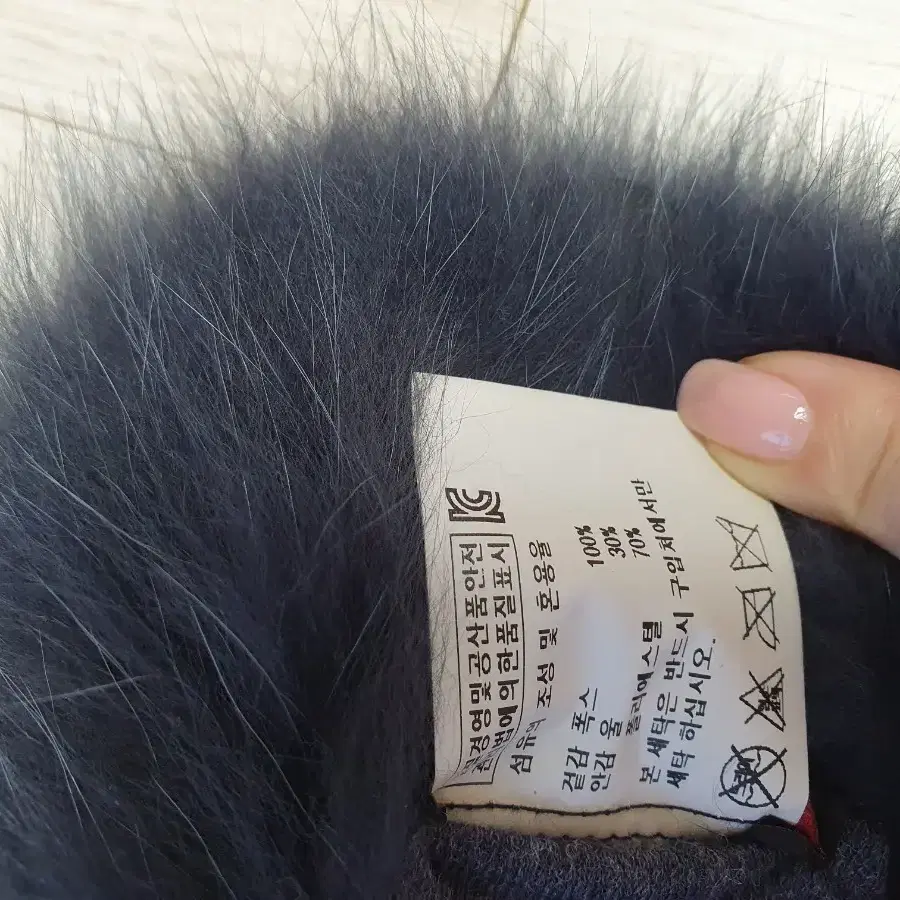 경영및공산품안전
법에의한품질표시
섬유의 조성 및 혼용율
겉감 폭스 100%
안감 울 30%
폴리에스텔 70%
본 세탁은 반드시 구입처에서만
세탁 하십시오.